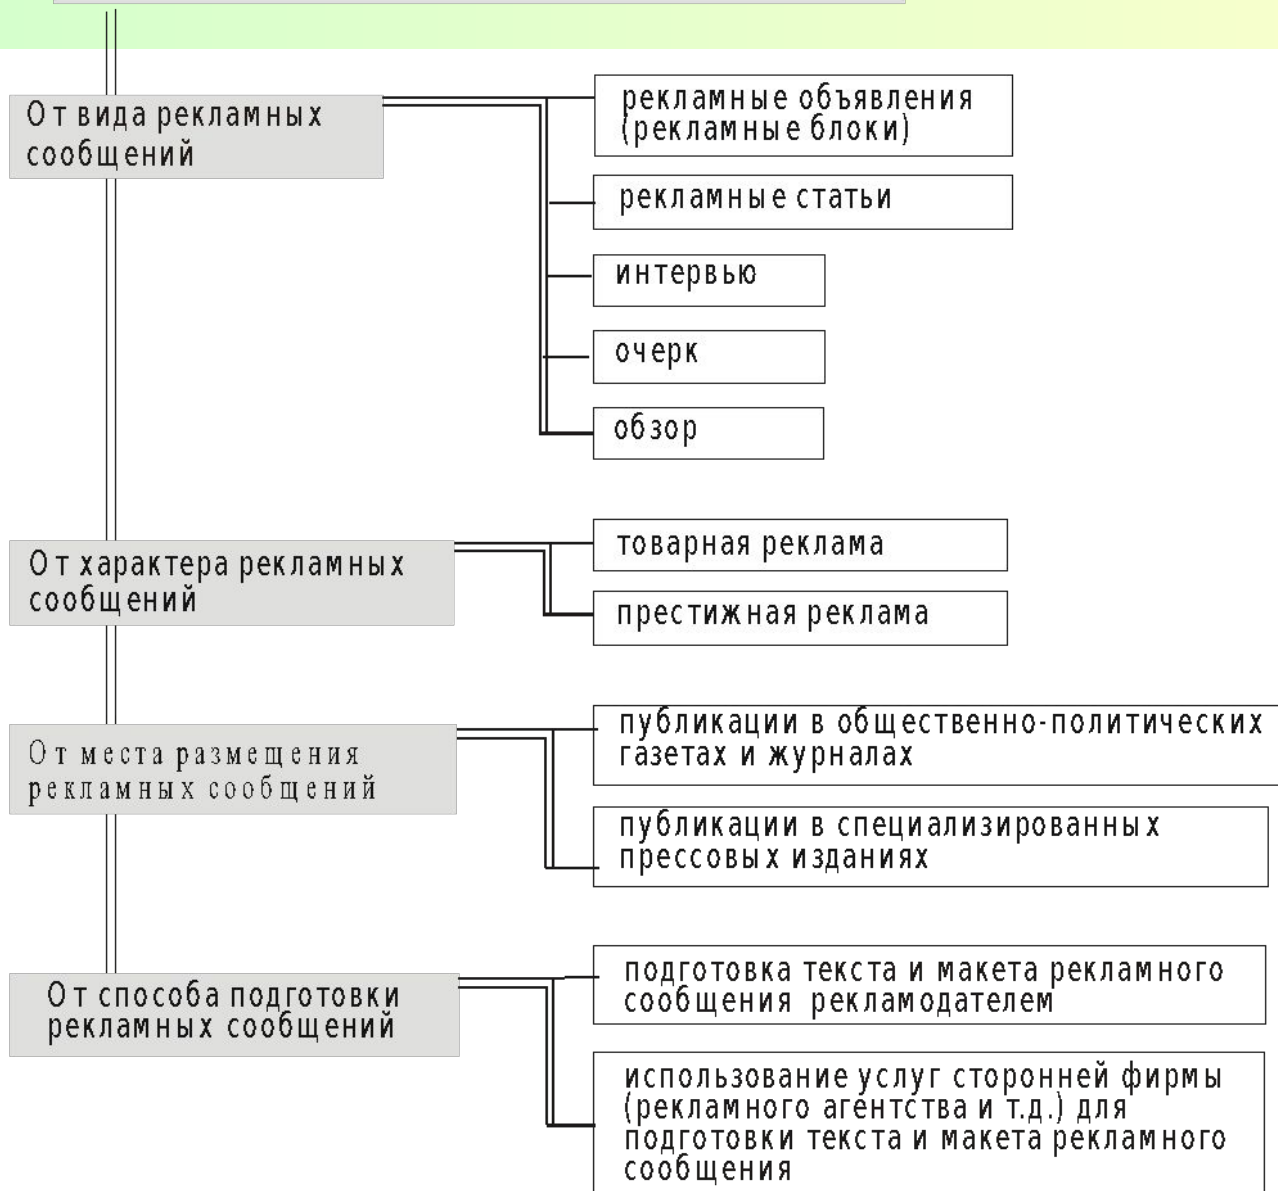 От вида рекламных
сообщений
рекламные объявления
(рекламные блоки)
рекламные статьи
интервью
очерк
обзор
От характера рекламных
сообщений
товарная реклама
престижная реклама
От места размещения
рекламных сообщений
публикации в общественно-политических
газетах и журналах
публикации в специализированных
прессовых изданиях
От способа подготовки
рекламных сообщений
подготовка текста и макета рекламного
сообщения рекламодателем
использование услуг сторонней фирмы
(рекламного агентства и т.д.) для
подготовки текста и макета рекламного
сообщения